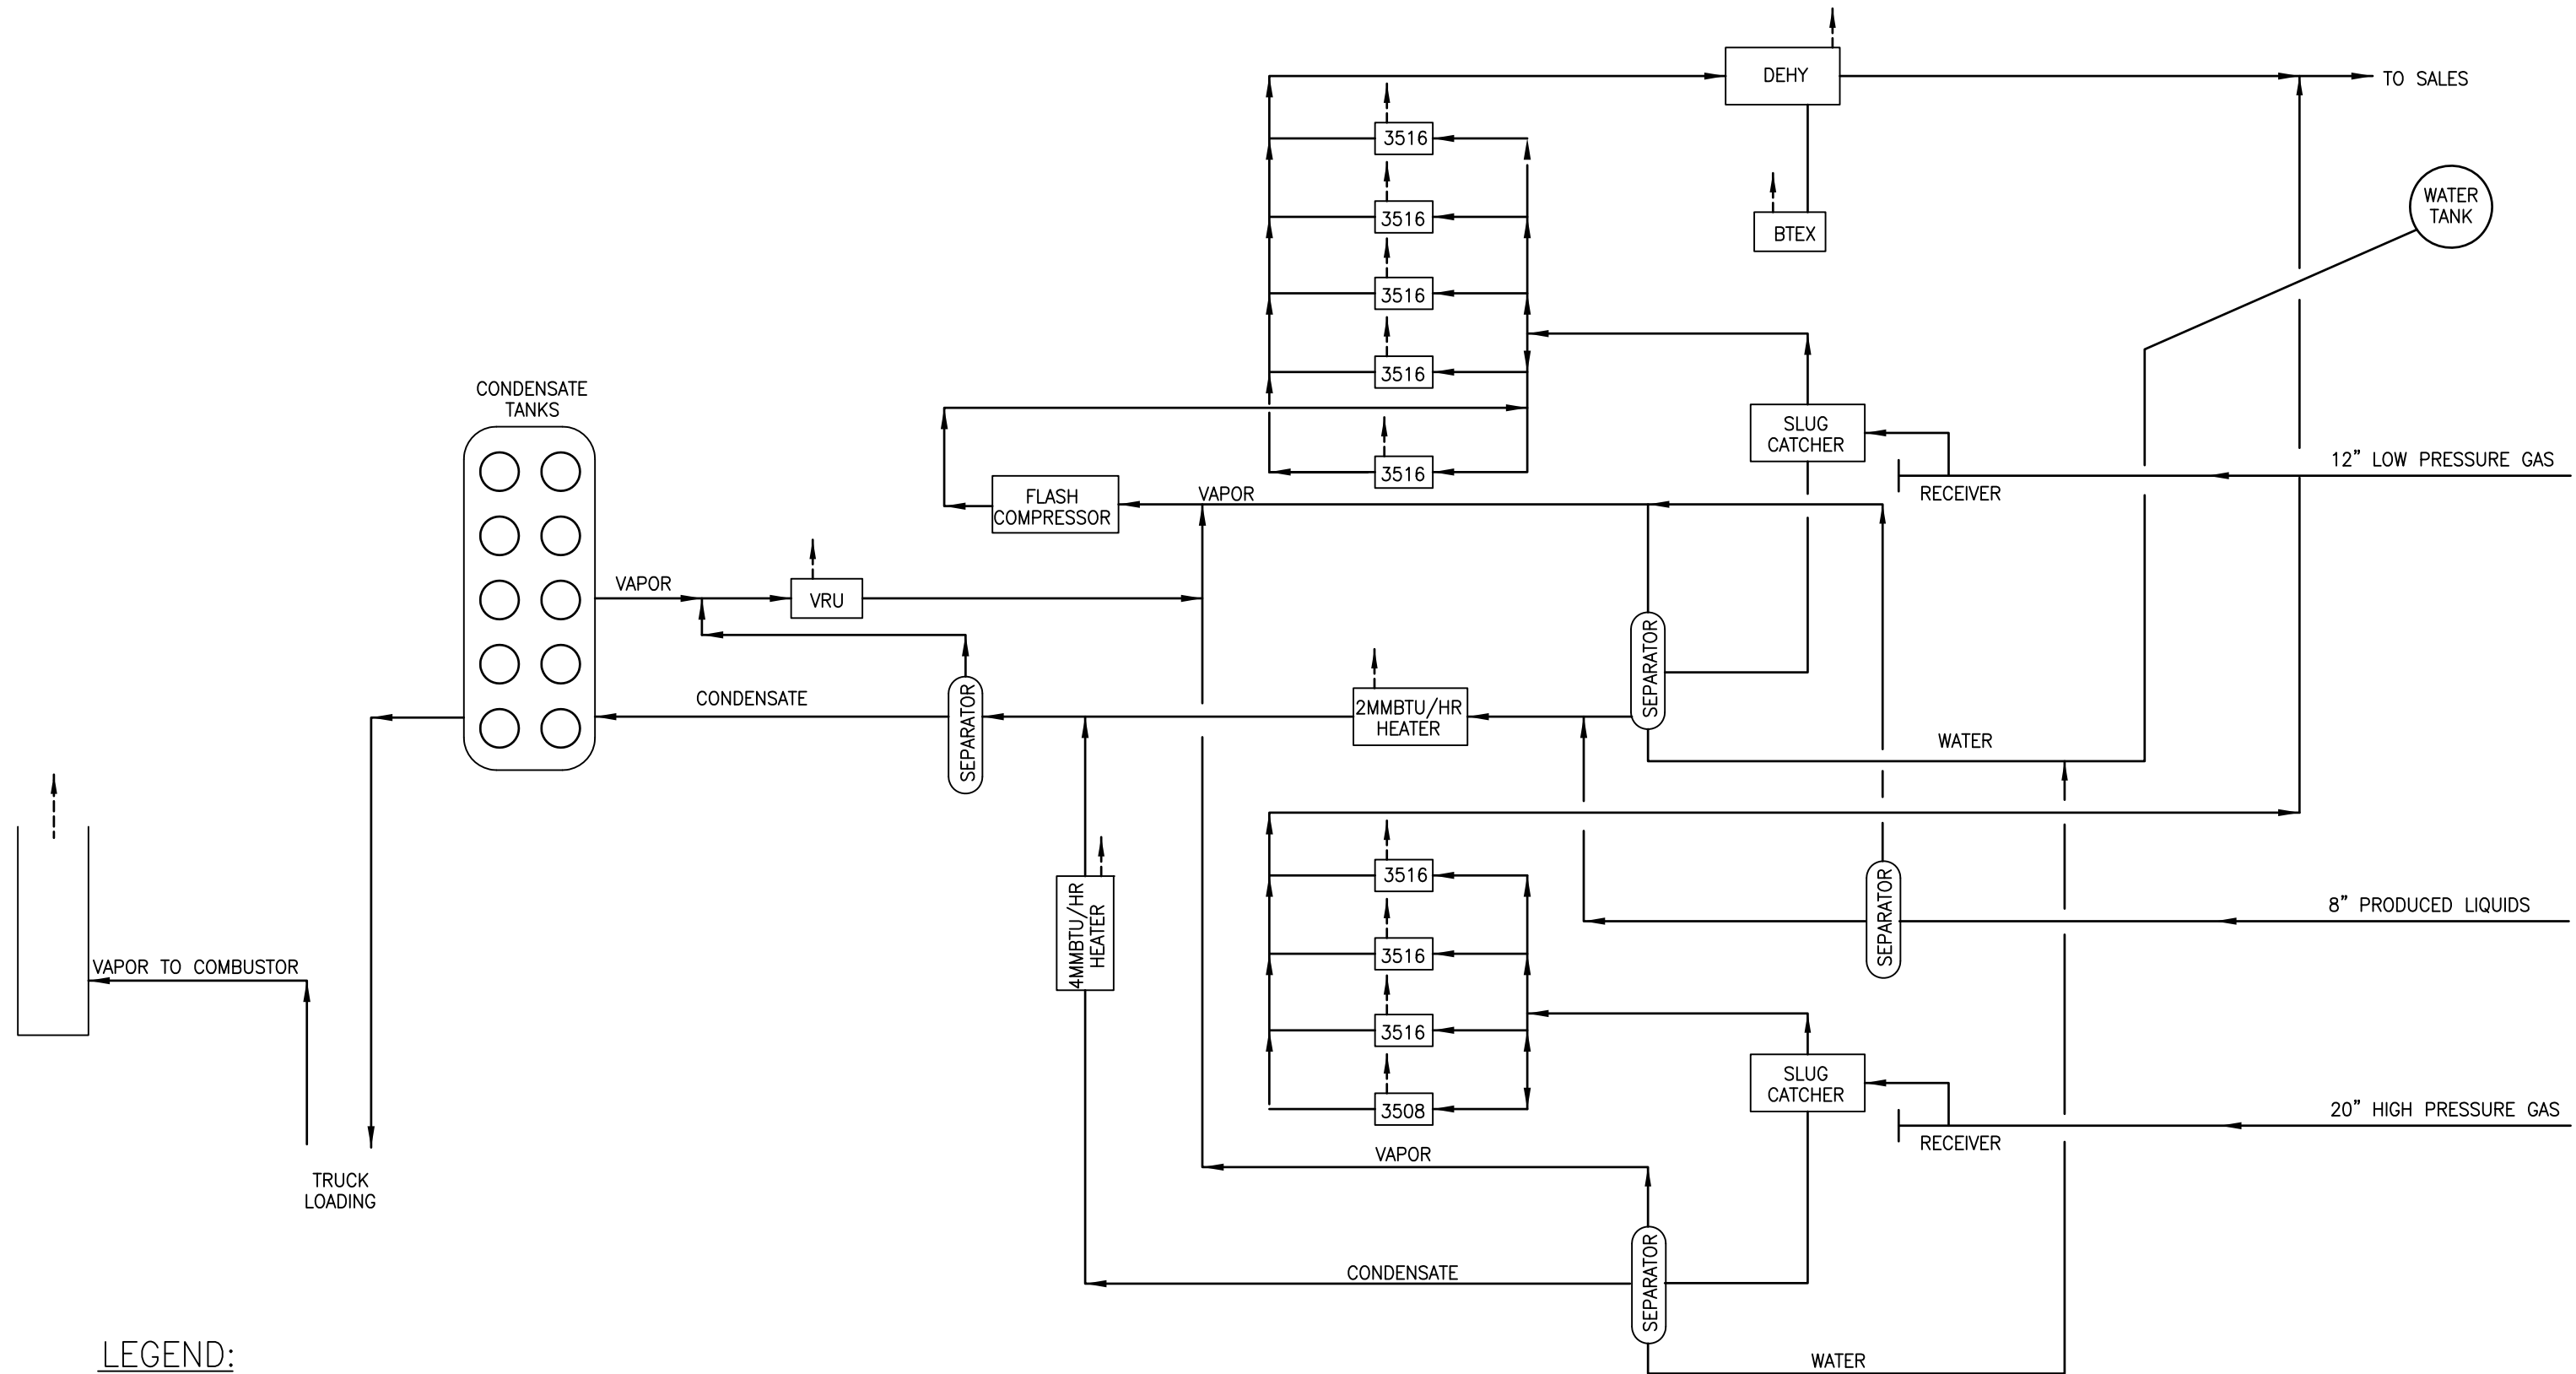 DEHY
TO SALES
3516
WATER
TANK
3516
BTEX
3516
3516
CONDENSATE
TANKS
SLUG
CATCHER
12” LOW PRESSURE GAS
3516
RECEIVER
FLASH
COMPRESSOR
VAPOR
VAPOR
VRU
SEPARATOR
CONDENSATE
SEPARATOR
2MMBTU/HR
HEATER
WATER
4MMBTU/HR
HEATER
3516
SEPARATOR
8” PRODUCED LIQUIDS
3516
VAPOR TO COMBUSTOR
3516
SLUG
CATCHER
3508
20” HIGH PRESSURE GAS
RECEIVER
VAPOR
TRUCK
LOADING
SEPARATOR
CONDENSATE
LEGEND:
WATER